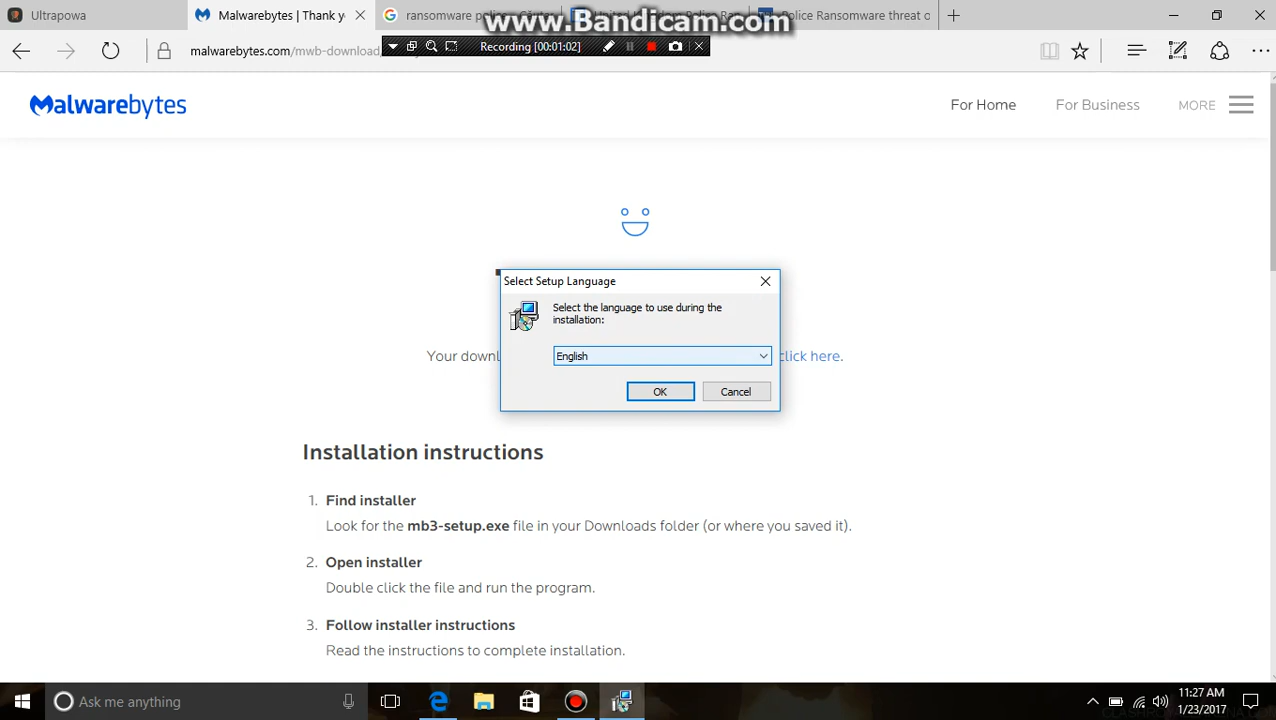 Ultrapowa
Malwarebytes | Thank y
ransomware
Police Ransomware threat o
www.Bandicam.com
Recording [00:01:02]
malwarebytes.com/mwb-download
Malwarebytes
For Home
For Business
MORE
Select Setup Language
Select the language to use during the
installation:
English
OK
Cancel
Your downl
click here.
Installation instructions
1. Find installer
Look for the mb3-setup.exe file in your Downloads folder (or where you saved it).
2. Open installer
Double click the file and run the program.
3. Follow installer instructions
Read the instructions to complete installation.
Ask me anything
11:27 AM
1/23/2017